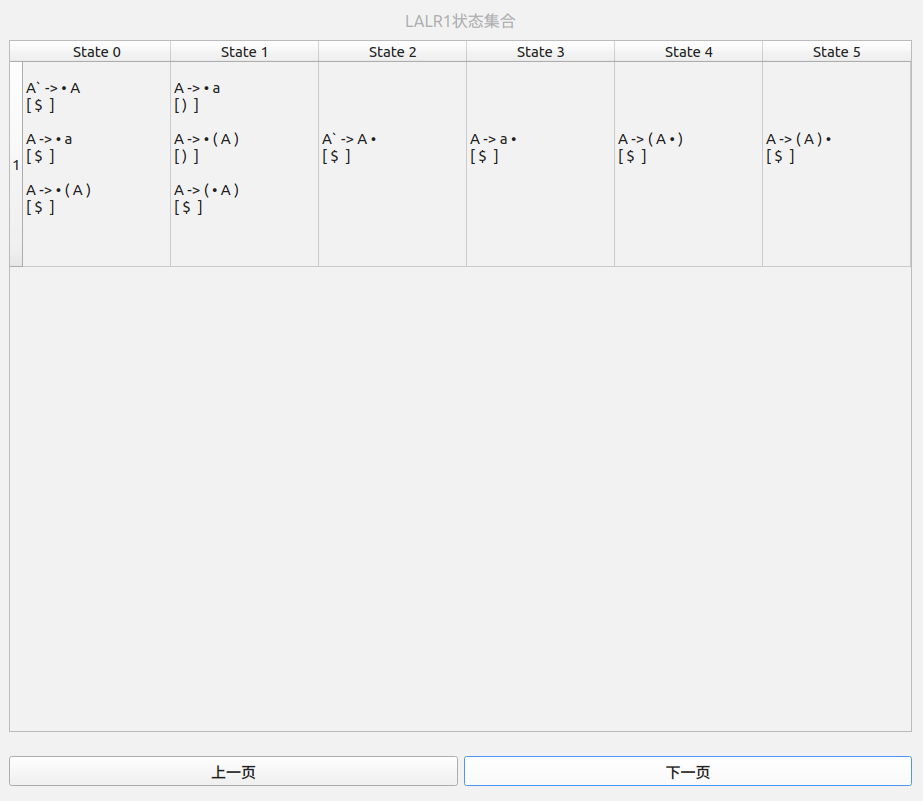 LALR1状态集合
State 0 State 1 State 2 State 3 State 4 State 5
1
A` -> • A
[ $ ]
A -> • a
[ $ ]
A -> • ( A )
[ $ ]
A -> • a
[ ) ]
A -> • ( A )
[ ) ]
A -> ( • A )
[ $ ]
A` -> A •
[ $ ]
A -> a •
[ $ ]
A -> ( A • )
[ $ ]
A -> ( A ) •
[ $ ]
上一页
下一页